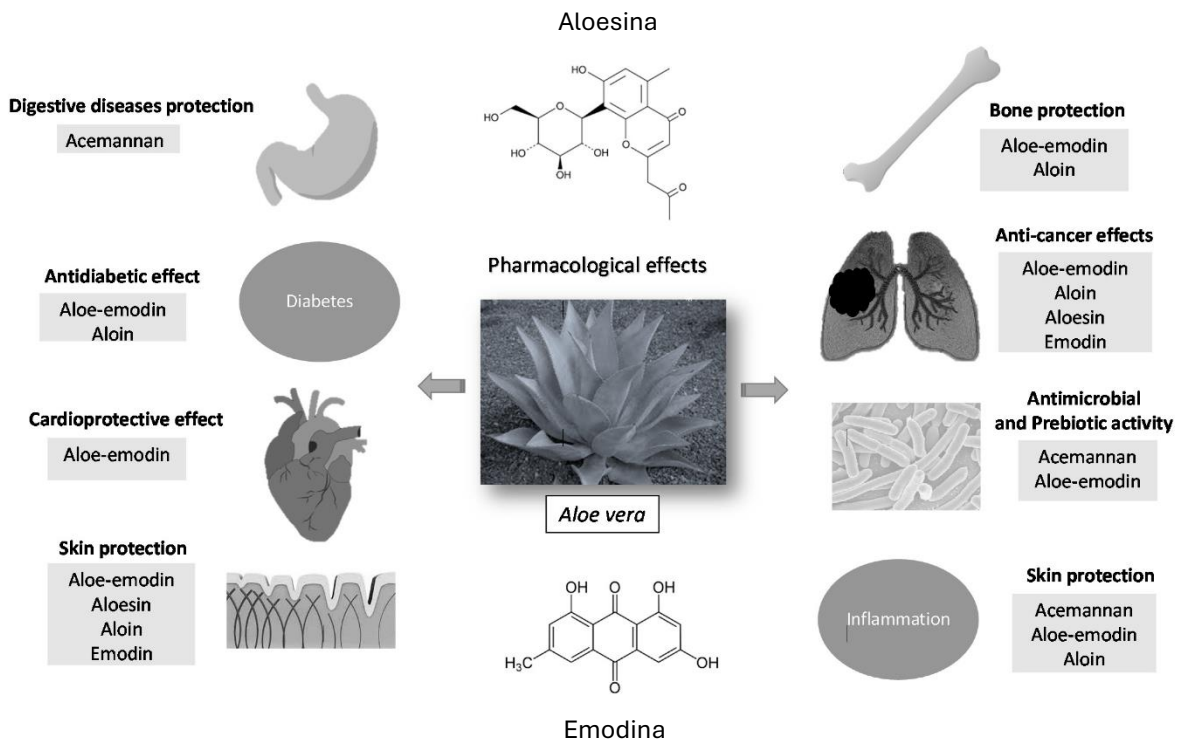 Aloesina
HO
O
HO
O
HO
OH
OH
O
O
Digestive diseases protection
Acemannan
Antidiabetic effect
Aloe-emodin
Aloin
Diabetes
Cardioprotective effect
Aloe-emodin
Skin protection
Aloe-emodin
Aloesin
Aloin
Emodin
Pharmacological effects
Aloe vera
OH
O
OH
H₃C
OH
O
Emodina
Bone protection
Aloe-emodin
Aloin
Anti-cancer effects
Aloe-emodin
Aloin
Aloesin
Emodin
Antimicrobial
and Prebiotic activity
Acemannan
Aloe-emodin
Inflammation
Skin protection
Acemannan
Aloe-emodin
Aloin